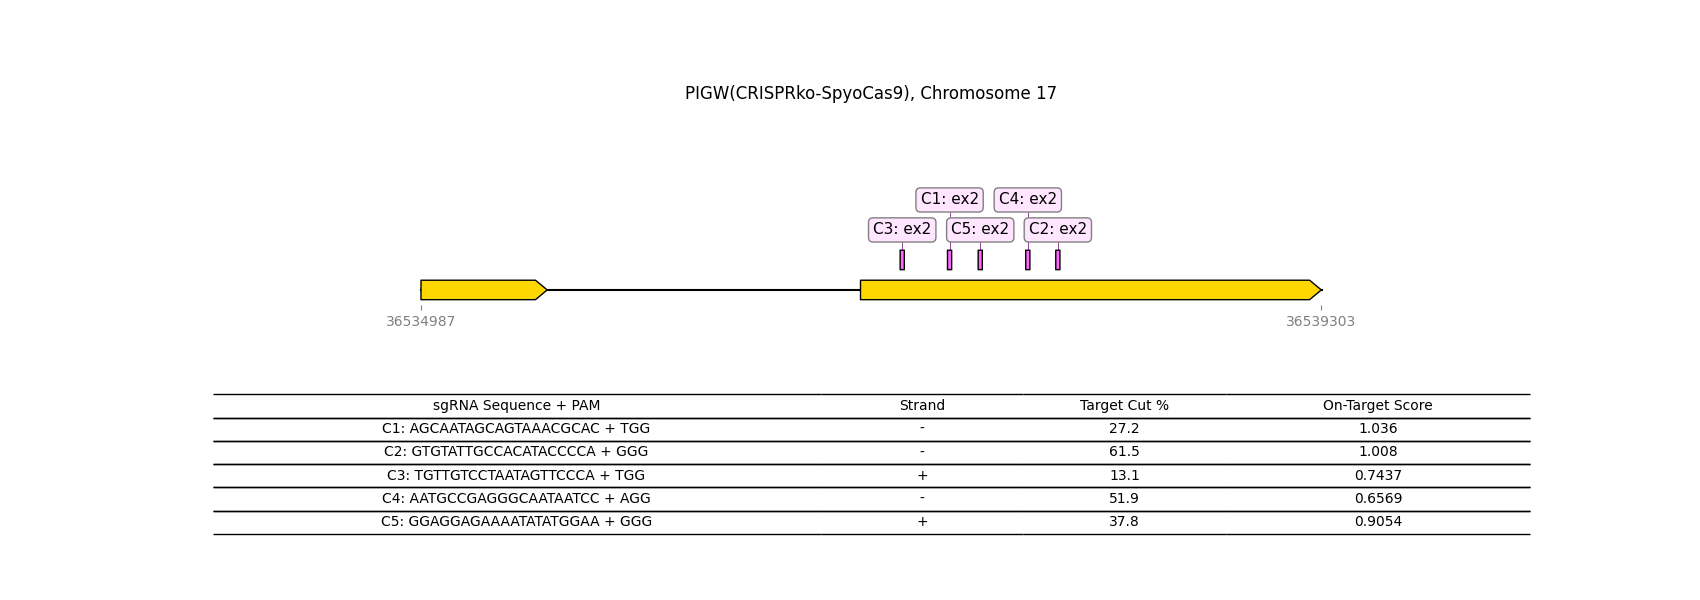 PIGW(CRISPRko-SpyoCas9), Chromosome 17
C1: ex2 C4: ex2
C3: ex2 C5: ex2 C2: ex2
36534987 36539303
sgRNA Sequence + PAM Strand Target Cut % On-Target Score
C1: AGCAATAGCAGTAAACGCAC + TGG - 27.2 1.036
C2: GTGTATTGCCACATACCCCA + GGG - 61.5 1.008
C3: TGTTGTCCTAATAGTTCCCA + TGG + 13.1 0.7437
C4: AATGCCGAGGGCAATAATCC + AGG - 51.9 0.6569
C5: GGAGGAGAAAATATATGGAA + GGG + 37.8 0.9054